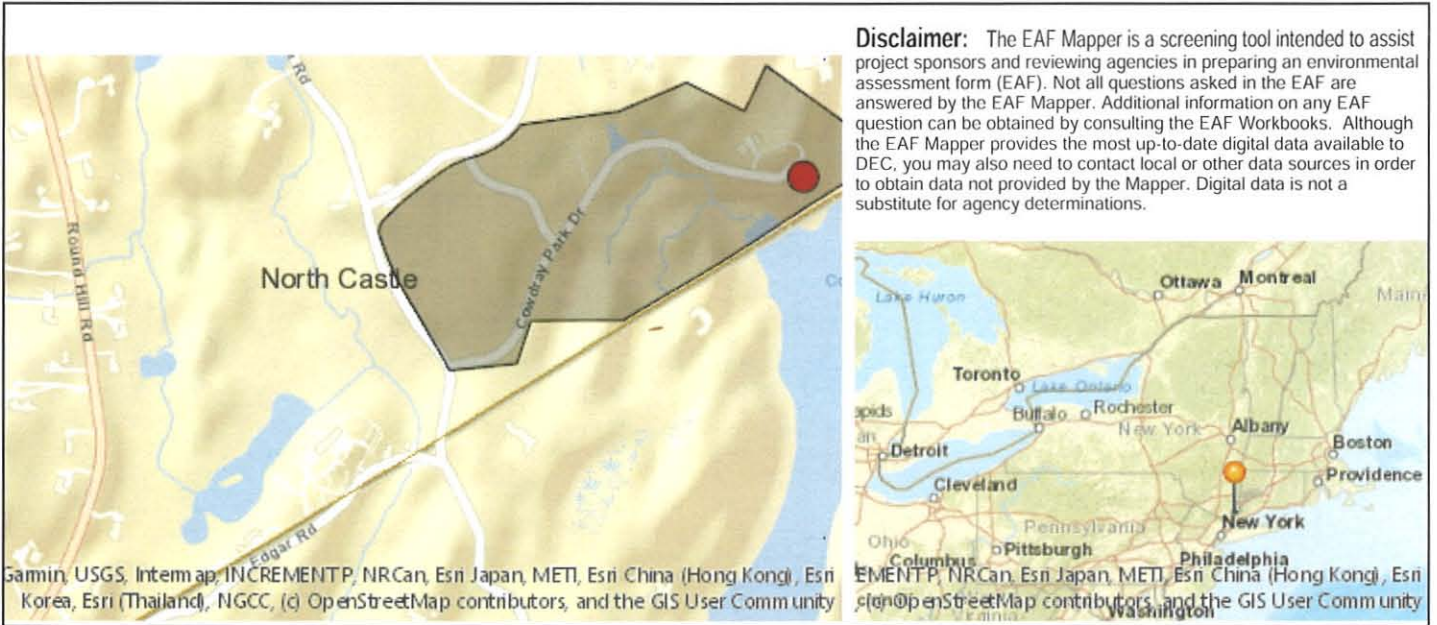 Disclaimer: The EAF Mapper is a screening tool intended to assist
project sponsors and reviewing agencies in preparing an environmental
assessment form (EAF). Not all questions asked in the EAF are
answered by the EAF Mapper. Additional information on any EAF
question can be obtained by consulting the EAF Workbooks. Although
the EAF Mapper provides the most up-to-date digital data available to
DEC, you may also need to contact local or other data sources in order
to obtain data not provided by the Mapper. Digital data is not a
substitute for agency determinations.
Rd
Round Hill Rd
North Castle
Cowdray Park Dr
Co
Edgar Rd
Garmin, USGS, Intermap, INCREMENT P, NRCan, Esri Japan, METI, Esri China (Hong Kong), Esri
Korea, Esri (Thailand), NGCC, (c) OpenStreetMap contributors, and the GIS User Community
Ottawa
Montreal
Lake Huron
Main
Toronto
Lake Ontario
apids
Buffalo
Rochester
an
New York
Albany
Detroit
Boston
Providence
Cleveland
New York
Pennsylvania
Ohio
Pittsburgh
Columbus
Philadelphia
EMENT P, NRCan, Esri Japan, METI, Esri China (Hong Kong), Esri
(c) OpenStreetMap contributors, and the GIS User Community
Virginia
Washington